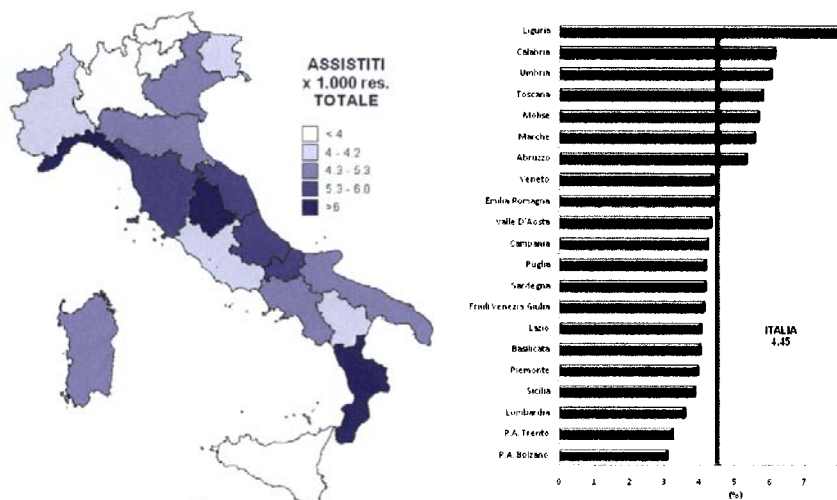 ASSISTITI
x 1.000 res.
TOTALE
< 4
4 - 4.2
4.3 - 5.3
5.3 - 6.0
>6
Liguria
Calabria
Umbria
Toscana
Molise
Marche
Abruzzo
Veneto
Emilia Romagna
Valle D'Aosta
Campania
Puglia
Sardegna
Friuli Venezia Giulia
Lazio
Basilicata
Piemonte
Sicilia
Lombardia
P.A. Trento
P.A. Bolzano
ITALIA
4.45
0 1 2 3 4 5 6 7
(%)